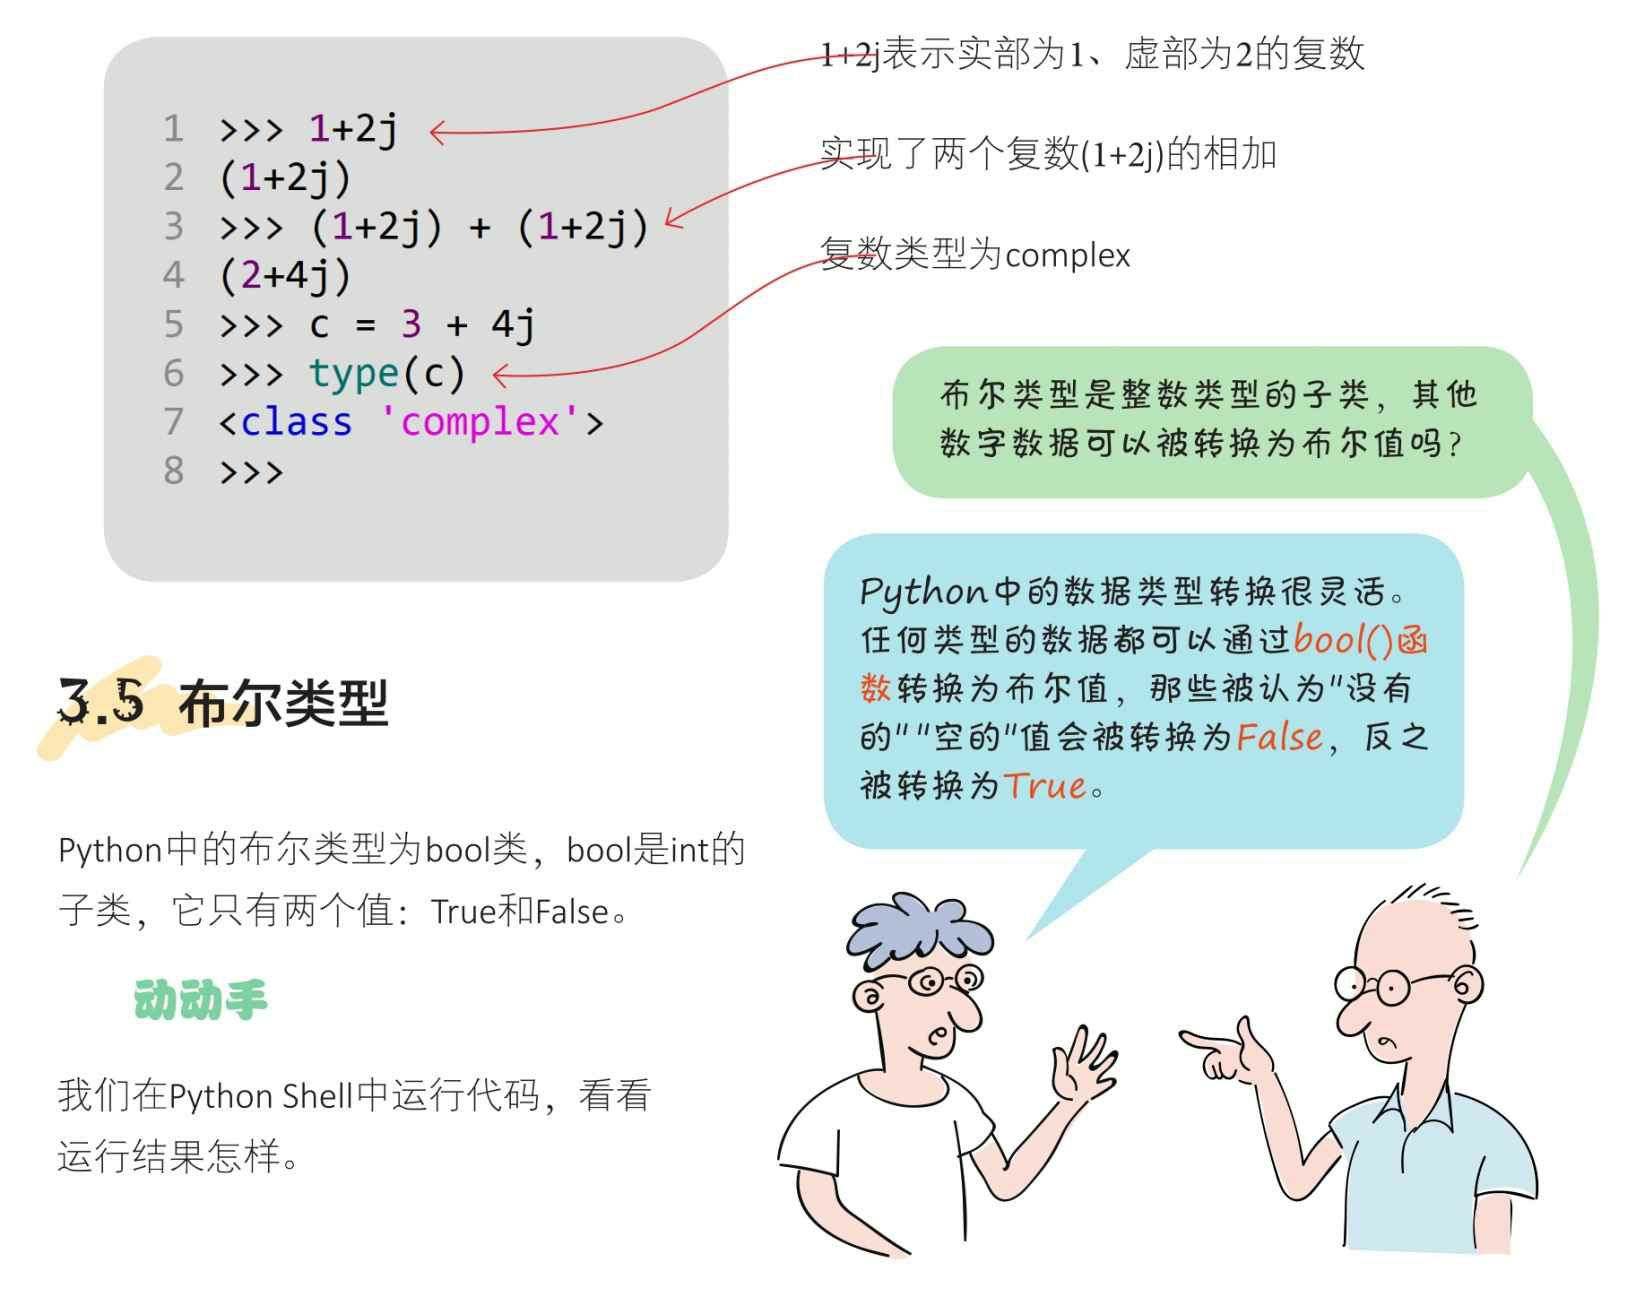 1 >>> 1+2j
2 (1+2j)
3 >>> (1+2j) + (1+2j)
4 (2+4j)
5 >>> c = 3 + 4j
6 >>> type(c)
7 <class 'complex'>
8 >>>
1+2j表示实部为1、虚部为2的复数
实现了两个复数(1+2j)的相加
复数类型为complex
布尔类型是整数类型的子类，其他
数字数据可以被转换为布尔值吗？
Python中的数据类型转换很灵活。
任何类型的数据都可以通过bool()函
数转换为布尔值，那些被认为"没有
的""空的"值会被转换为False，反之
被转换为True。
3.5 布尔类型
Python中的布尔类型为bool类，bool是int的
子类，它只有两个值：True和False。
动动手
我们在Python Shell中运行代码，看看
运行结果怎样。